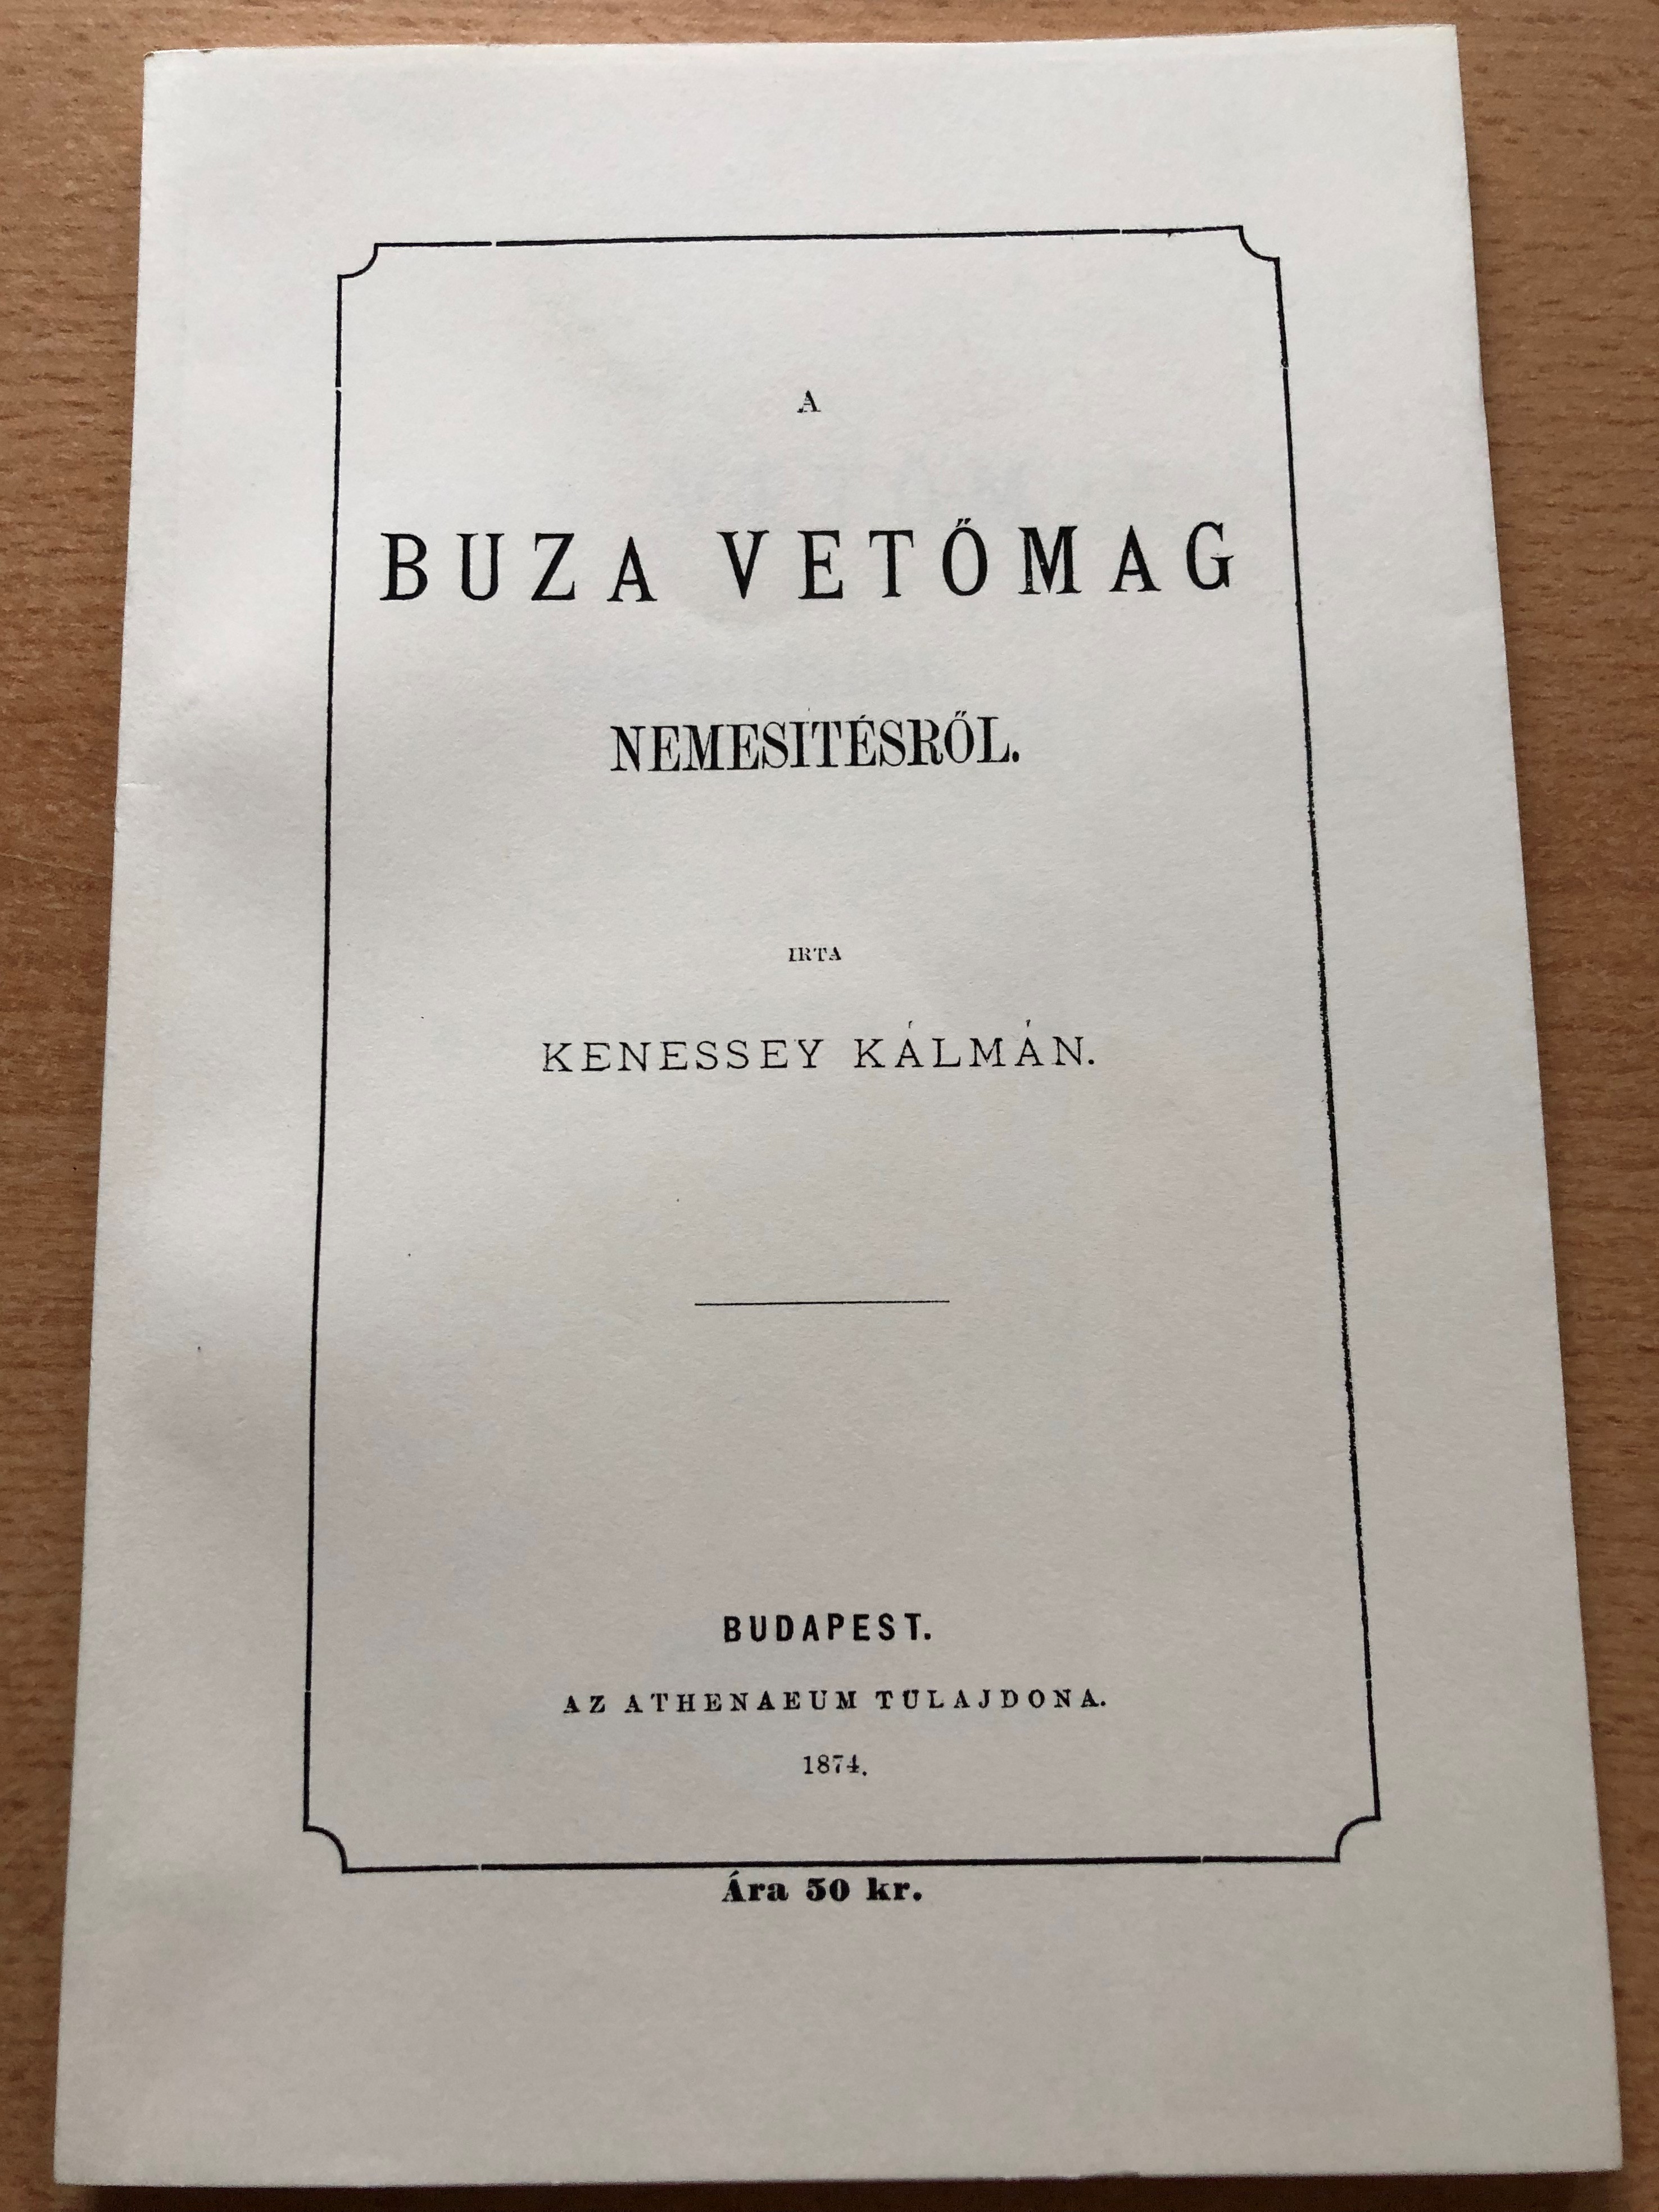 A
BUZA VETŐMAG
NEMESITÉSRŐL.
IRTA
KENESSEY KÁLMÁN.
BUDAPEST.
AZ ATHENAEUM TULAJDONA.
1874.
Ára 50 kr.